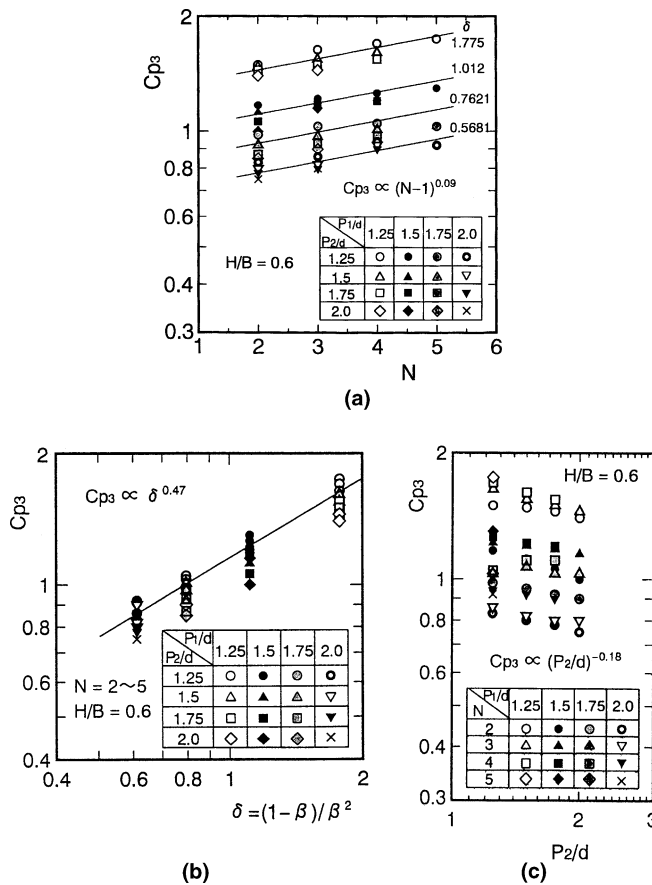 2
δ
1.775
1.012
1
0.7621
0.5681
0.8
Cp₃
Cp₃ ∝ (N−1)^0.09
0.6
P₁/d
P₂/d
1.25 1.5 1.75 2.0
H/B = 0.6
1.25
1.5
1.75
2.0
0.3
1 2 3 4 5 6
N
(a)
2
Cp₃ ∝ δ^0.47
Cp₃
1
0.8
0.6
P₁/d
P₂/d
1.25 1.5 1.75 2.0
1.25
N = 2~5
1.5
H/B = 0.6
1.75
2.0
0.4
0.4 0.6 0.8 1 2
δ = (1−β)/β²
(b)
2
H/B = 0.6
Cp₃
1
0.8
Cp₃ ∝ (P₂/d)^−0.18
0.6
P₁/d
N
1.25 1.5 1.75 2.0
2
0.4
3
4
5
0.3
1 2 3
P₂/d
(c)